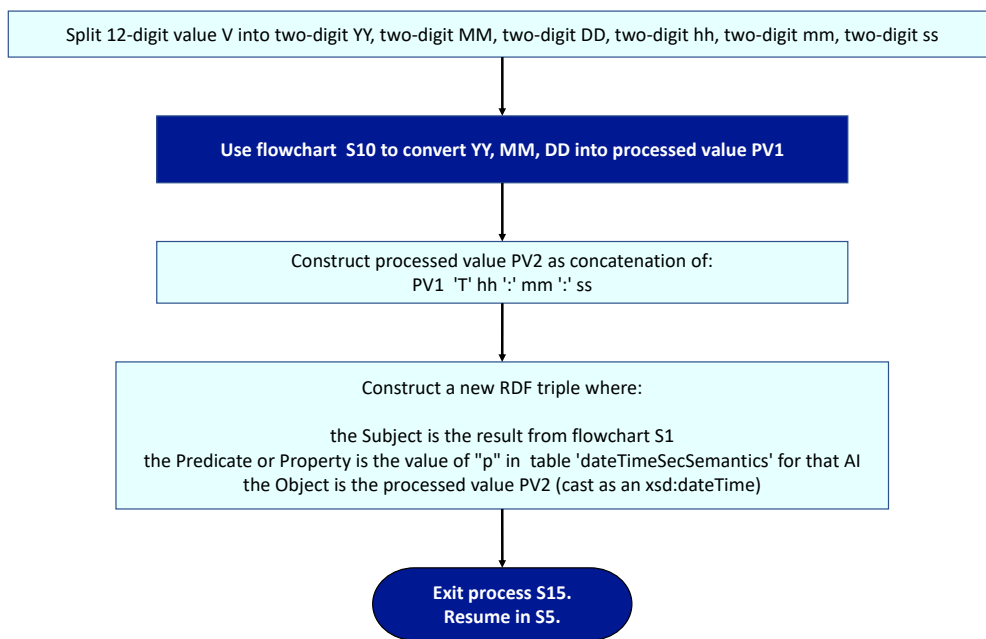 Split 12-digit value V into two-digit YY, two-digit MM, two-digit DD, two-digit hh, two-digit mm, two-digit ss
Use flowchart  S10 to convert YY, MM, DD into processed value PV1
Construct processed value PV2 as concatenation of:
PV1  'T' hh ':' mm ':' ss
Construct a new RDF triple where:
the Subject is the result from flowchart S1
the Predicate or Property is the value of "p" in  table 'dateTimeSecSemantics' for that AI
the Object is the processed value PV2 (cast as an xsd:dateTime)
Exit process S15.
Resume in S5.